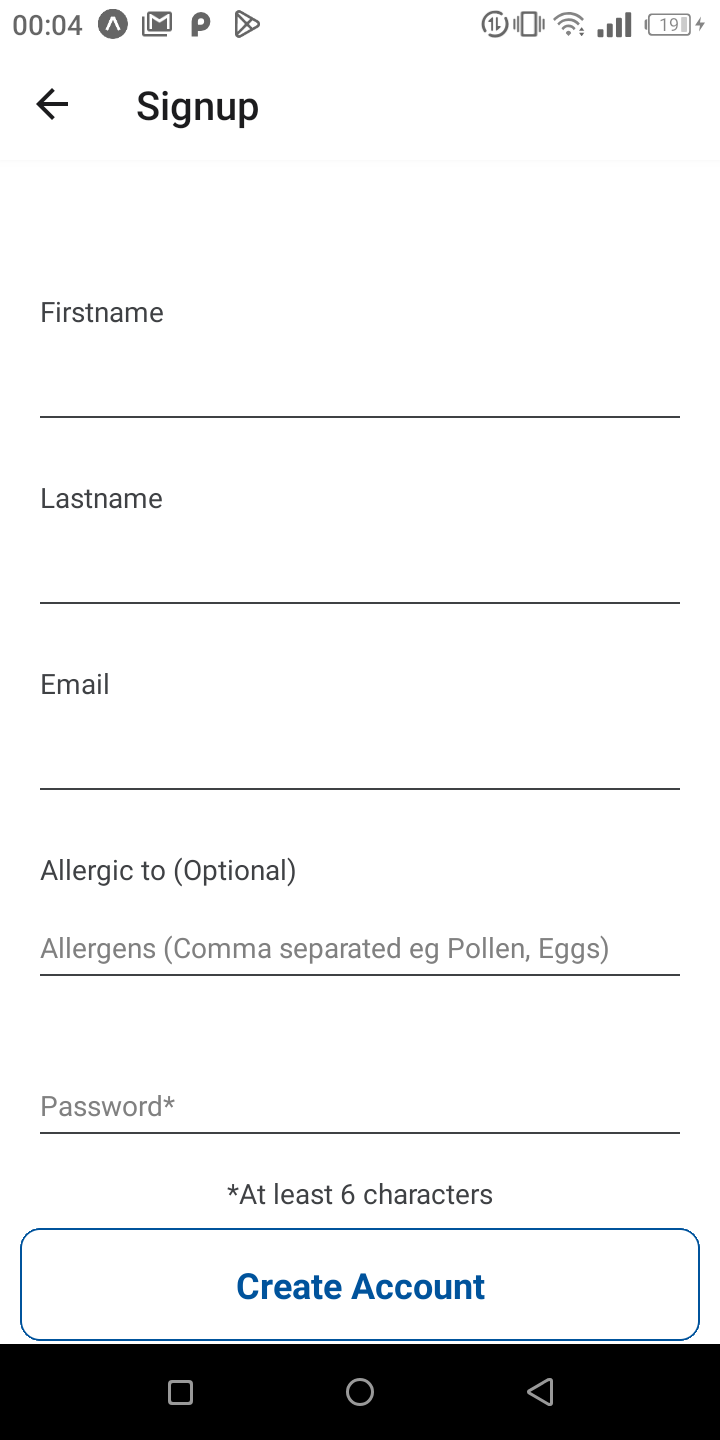 00:04
19
Signup
Firstname
Lastname
Email
Allergic to (Optional)
Allergens (Comma separated eg Pollen, Eggs)
Password*
*At least 6 characters
Create Account